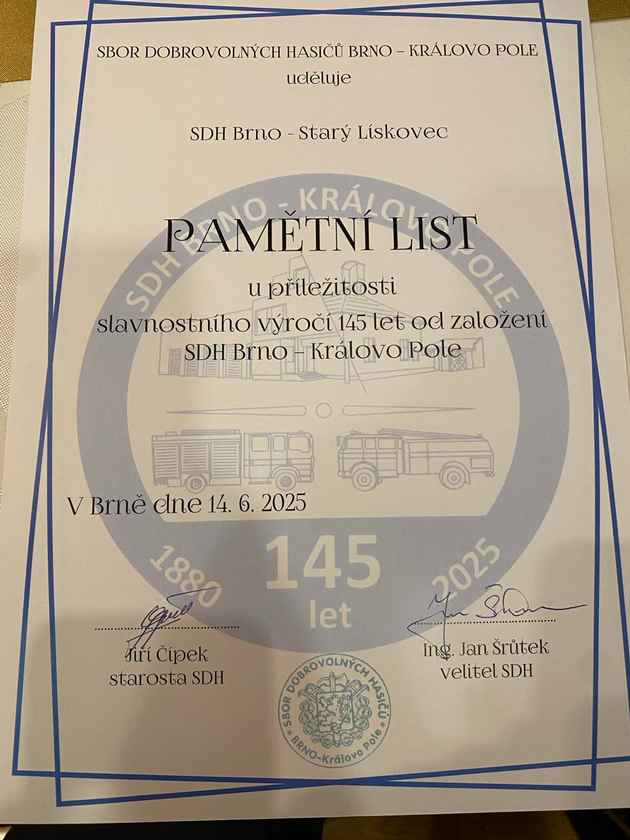 SBOR DOBROVOLNÝCH HASIČŮ BRNO – KRÁLOVO POLE
uděluje
SDH Brno - Starý Lískovec
SDH BRNO - KRÁLOVO POLE
PAMĚTNÍ LIST
u příležitosti
slavnostního výročí 145 let od založení
SDH Brno – Královo Pole
V Brně dne 14. 6. 2025
1880 145 2025
let
Jiří Čípek
starosta SDH
Ing. Jan Šrůtek
velitel SDH
SBOR DOBROVOLNÝCH HASIČŮ
BRNO-Královo Pole